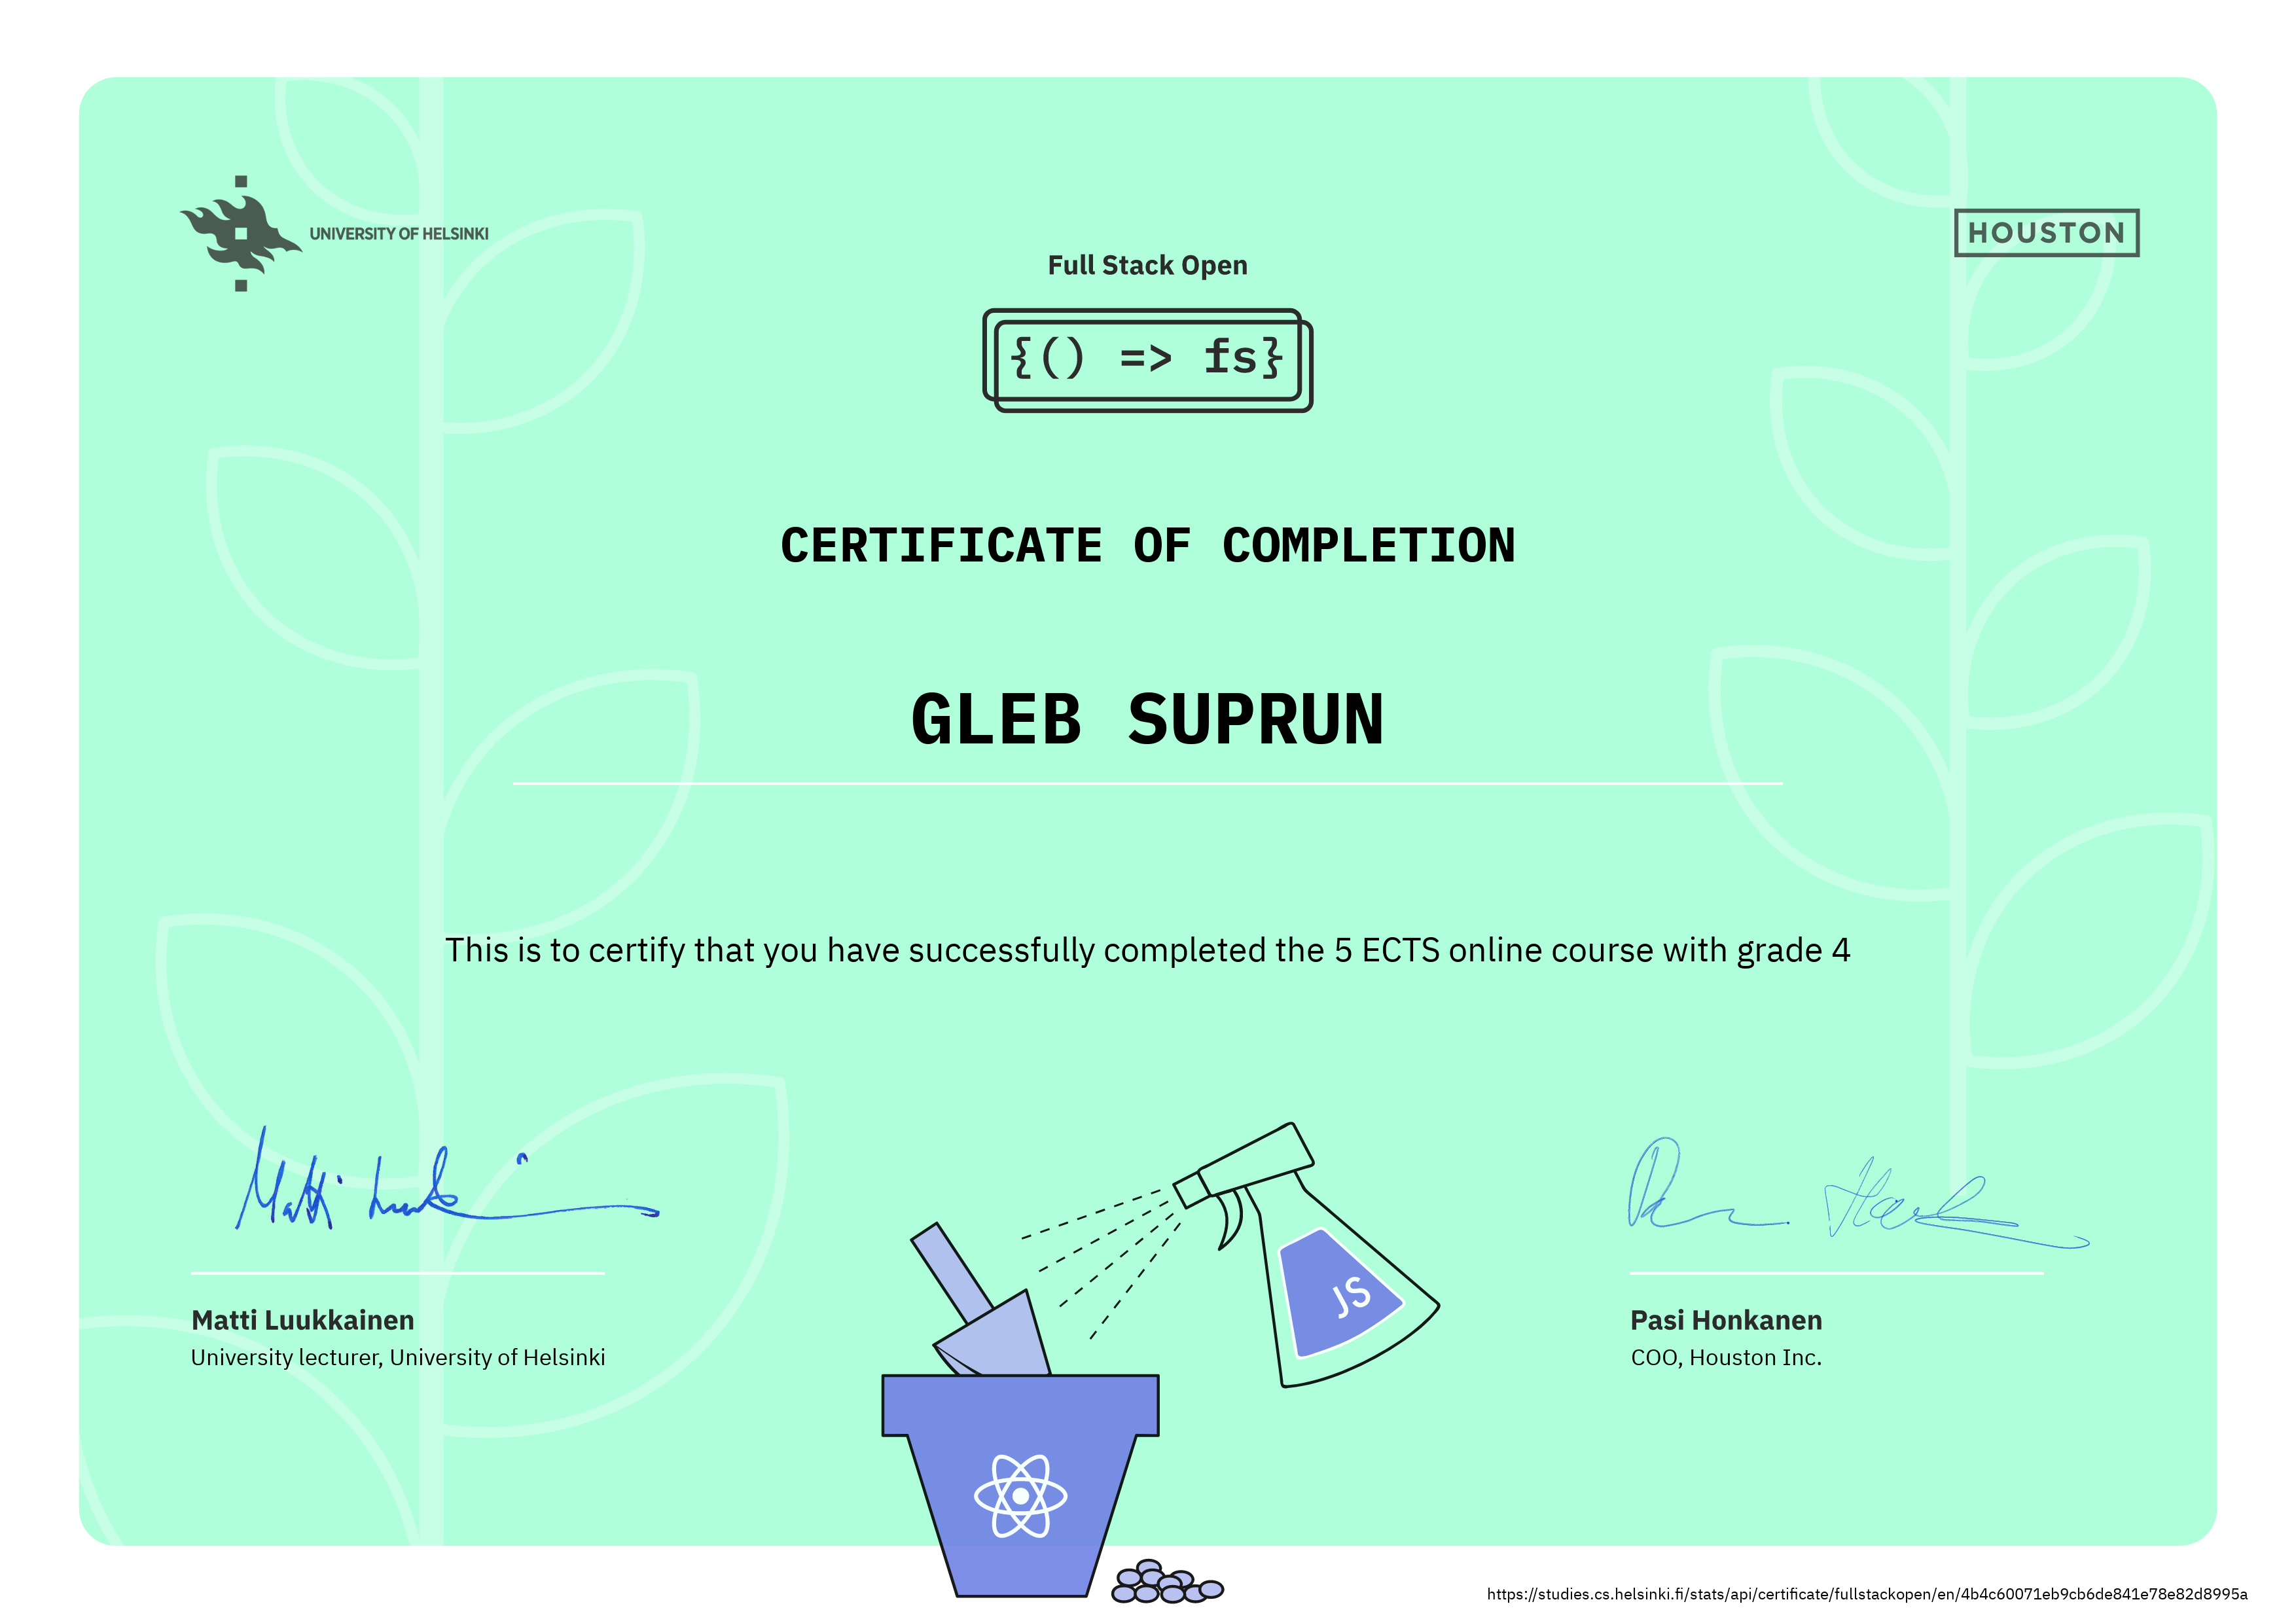 UNIVERSITY OF HELSINKI
HOUSTON
Full Stack Open
{() => fs}
CERTIFICATE OF COMPLETION
GLEB SUPRUN
This is to certify that you have successfully completed the 5 ECTS online course with grade 4
JS
Matti Luukkainen
University lecturer, University of Helsinki
Pasi Honkanen
COO, Houston Inc.
https://studies.cs.helsinki.fi/stats/api/certificate/fullstackopen/en/4b4c60071eb9cb6de841e78e82d8995a